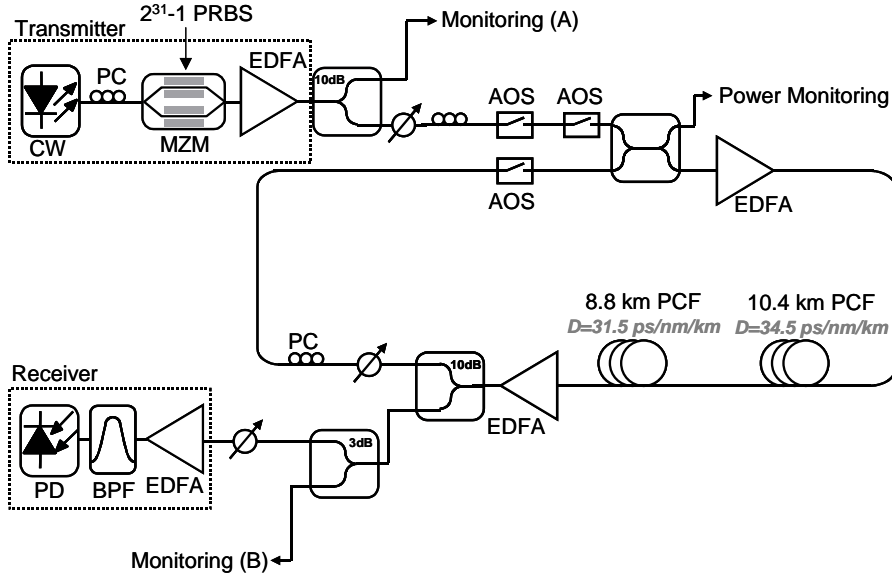 2³¹-1 PRBS
Monitoring (A)
Transmitter
EDFA
PC
10dB
AOS
AOS
Power Monitoring
CW
MZM
AOS
EDFA
8.8 km PCF
10.4 km PCF
D=31.5 ps/nm/km
D=34.5 ps/nm/km
PC
10dB
Receiver
EDFA
3dB
PD
BPF
EDFA
Monitoring (B)